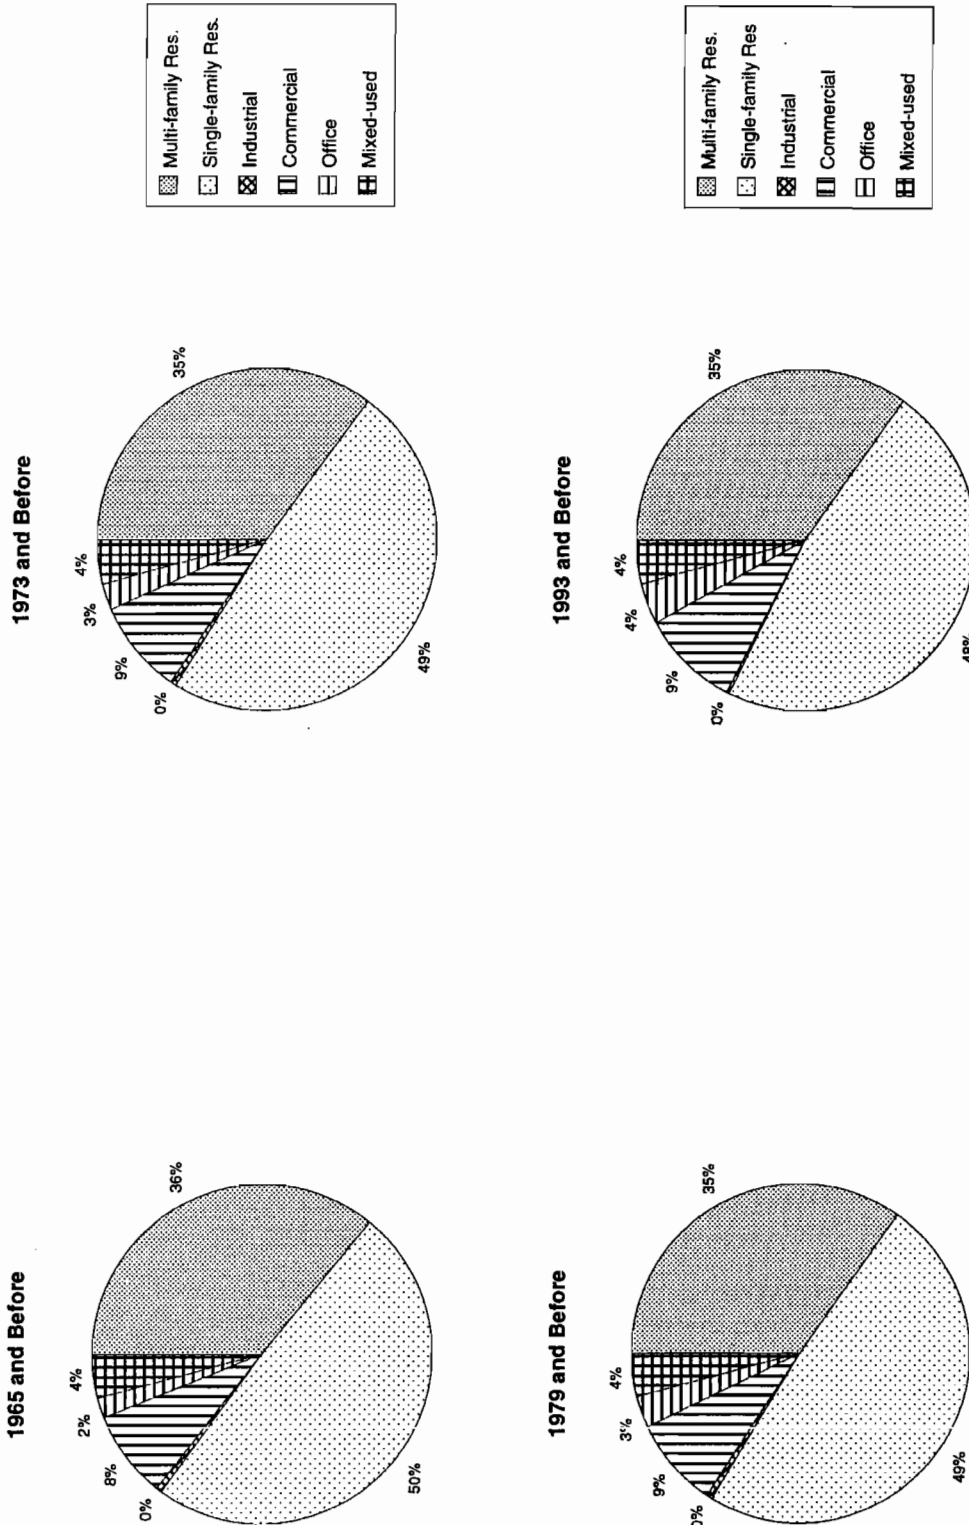 1965 and Before
4%
2%
8%
0%
36%
50%
1973 and Before
4%
3%
9%
0%
35%
49%
Multi-family Res.
Single-family Res.
Industrial
Commercial
Office
Mixed-used
1979 and Before
4%
3%
9%
0%
35%
49%
1993 and Before
4%
4%
9%
0%
35%
48%
Multi-family Res.
Single-family Res
Industrial
Commercial
Office
Mixed-used